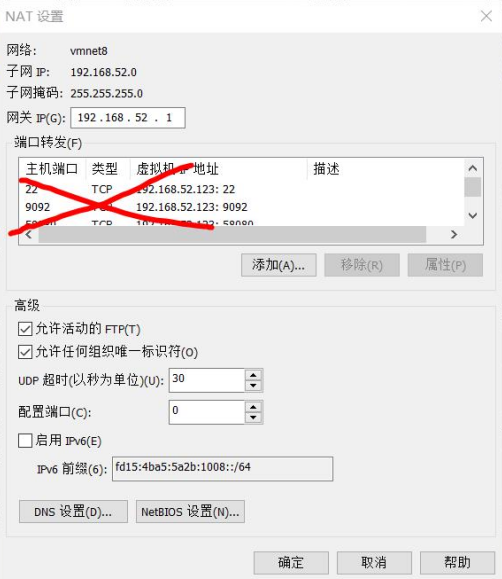 NAT 设置
网络: vmnet8
子网 IP: 192.168.52.0
子网掩码: 255.255.255.0
网关 IP(G): 192 . 168 . 52 . 1
端口转发(F)
主机端口 类型 虚拟机 IP 地址 描述
22 TCP 192.168.52.123: 22
9092 192.168.52.123: 9092
TCP 58080
添加(A)... 移除(R) 属性(P)
高级
允许活动的 FTP(T)
允许任何组织唯一标识符(O)
UDP 超时(以秒为单位)(U): 30
配置端口(C): 0
启用 IPv6(E)
IPv6 前缀(6): fd15:4ba5:5a2b:1008::/64
DNS 设置(D)... NetBIOS 设置(N)...
确定 取消 帮助